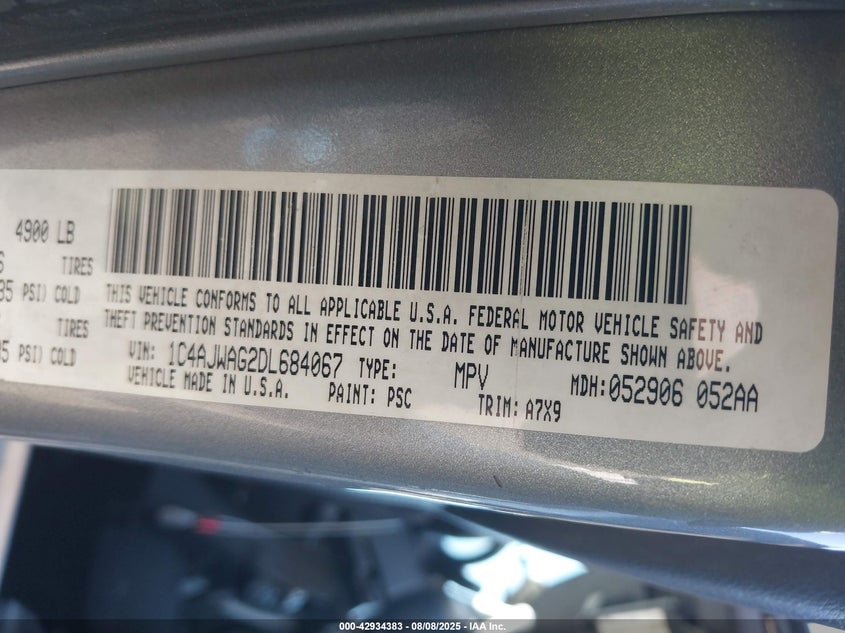 4900 LB
TIRES
35 PSI) COLD
TIRES
PSI) COLD
THIS VEHICLE CONFORMS TO ALL APPLICABLE U.S.A. FEDERAL MOTOR VEHICLE SAFETY AND
THEFT PREVENTION STANDARDS IN EFFECT ON THE DATE OF MANUFACTURE SHOWN ABOVE.
VIN: 1C4AJWAG2DL684067 TYPE: MPV MDH:052906 052AA
VEHICLE MADE IN U.S.A. PAINT: PSC TRIM: A7X9
000-42934383 - 08/08/2025 - IAA Inc.